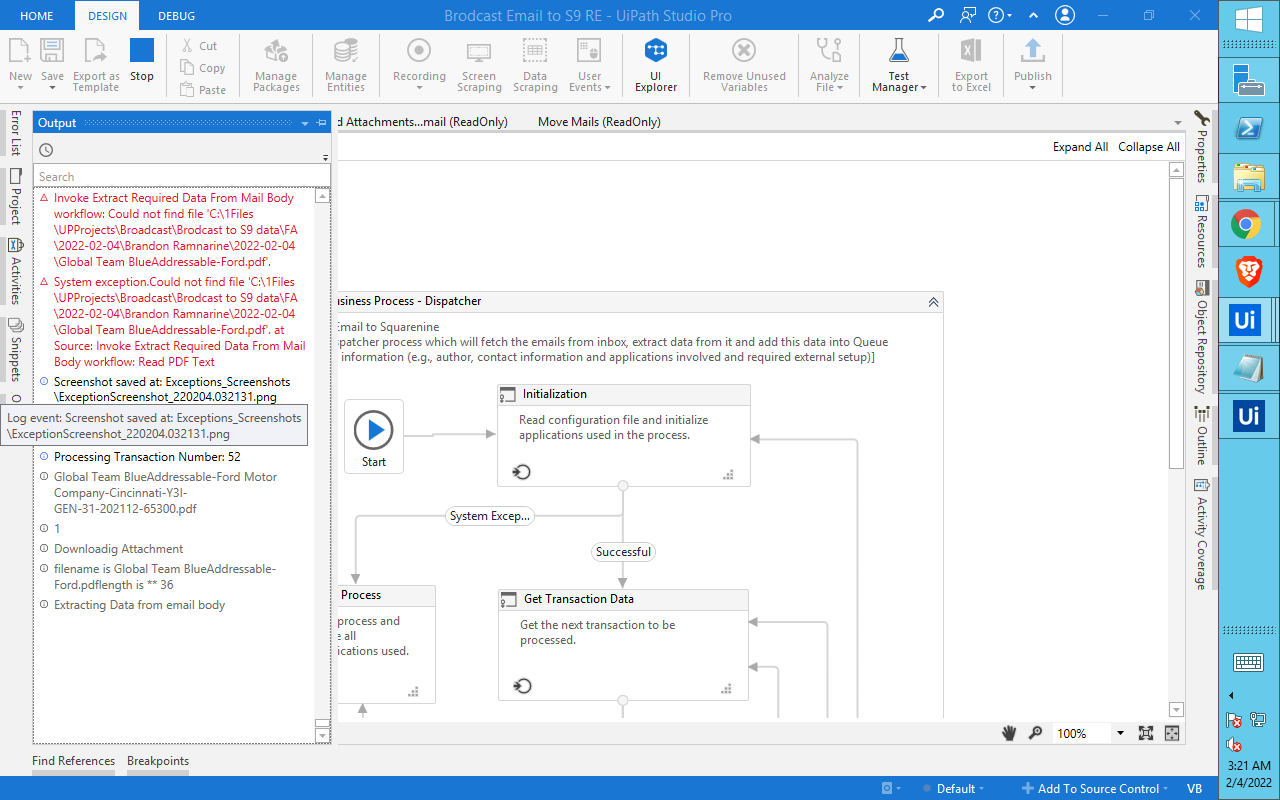 HOME
DESIGN
DEBUG
Brodcast Email to S9 RE - UiPath Studio Pro
New
Save
Export as
Template
Stop
Cut
Copy
Paste
Manage
Packages
Manage
Entities
Recording
Screen
Scraping
Data
Scraping
User
Events
UI
Explorer
Remove Unused
Variables
Analyze
File
Test
Manager
Export
to Excel
Publish
Error List
Project
Activities
Snippets
Output
Search
Invoke Extract Required Data From Mail Body
workflow: Could not find file 'C:\1Files
\UPProjects\Broadcast\Brodcast to S9 data\FA
\2022-02-04\Brandon Ramnarine\2022-02-04
\Global Team BlueAddressable-Ford.pdf'.
System exception.Could not find file 'C:\1Files
\UPProjects\Broadcast\Brodcast to S9 data\FA
\2022-02-04\Brandon Ramnarine\2022-02-04
\Global Team BlueAddressable-Ford.pdf'. at
Source: Invoke Extract Required Data From Mail
Body workflow: Read PDF Text
Screenshot saved at: Exceptions_Screenshots
\ExceptionScreenshot_220204.032131.png
Log event: Screenshot saved at: Exceptions_Screenshots
\ExceptionScreenshot_220204.032131.png
Processing Transaction Number: 52
Global Team BlueAddressable-Ford Motor
Company-Cincinnati-Y3I-
GEN-31-202112-65300.pdf
1
Downloadig Attachment
filename is Global Team BlueAddressable-
Ford.pdflength is ** 36
Extracting Data from email body
d Attachments...mail (ReadOnly)
Move Mails (ReadOnly)
Expand All
Collapse All
usiness Process - Dispatcher
Email to Squarenine
patcher process which will fetch the emails from inbox, extract data from it and add this data into Queue
information (e.g., author, contact information and applications involved and required external setup)]
Start
Initialization
Read configuration file and initialize
applications used in the process.
System Excep...
Successful
Process
process and
e all
ications used.
Get Transaction Data
Get the next transaction to be
processed.
100%
Properties
Resources
Object Repository
Outline
Activity Coverage
Find References
Breakpoints
Default
Add To Source Control
VB
Ui
Ui
3:21 AM
2/4/2022